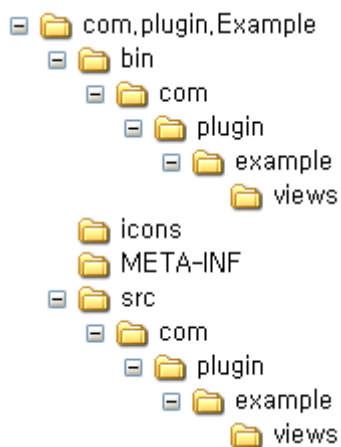 com.plugin.Example
bin
com
plugin
example
views
icons
META-INF
src
com
plugin
example
views